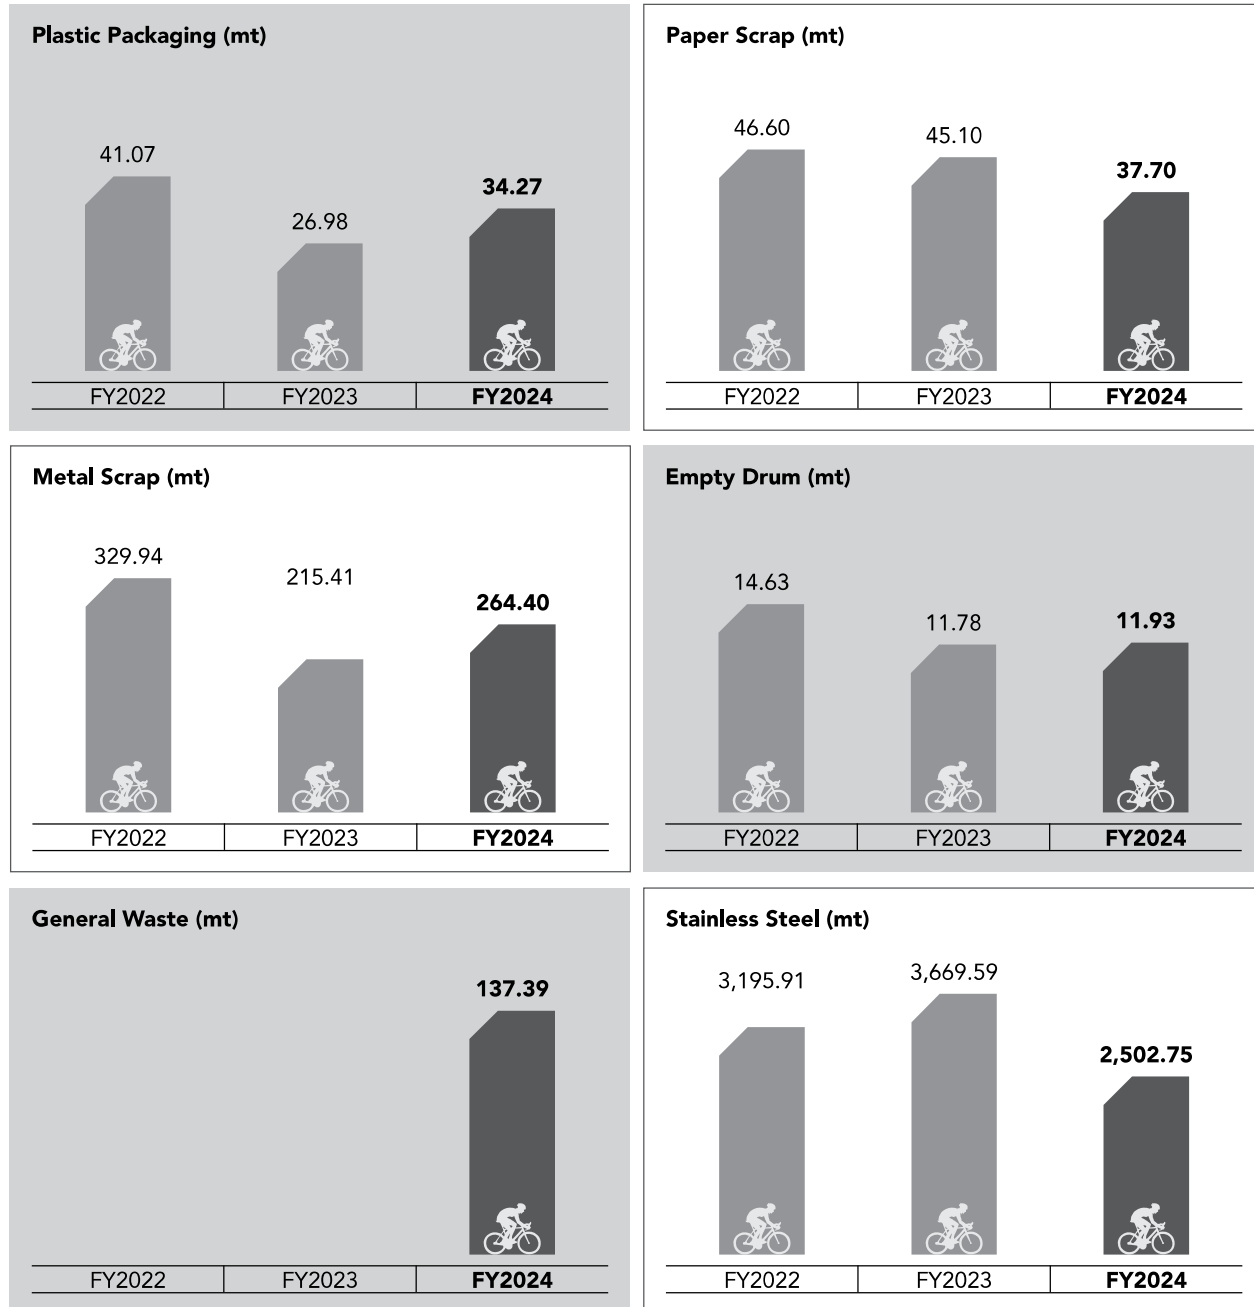 Plastic Packaging (mt)
41.07
26.98
34.27
FY2022 FY2023 FY2024
Paper Scrap (mt)
46.60
45.10
37.70
FY2022 FY2023 FY2024
Metal Scrap (mt)
329.94
215.41
264.40
FY2022 FY2023 FY2024
Empty Drum (mt)
14.63
11.78
11.93
FY2022 FY2023 FY2024
General Waste (mt)
137.39
FY2022 FY2023 FY2024
Stainless Steel (mt)
3,195.91
3,669.59
2,502.75
FY2022 FY2023 FY2024